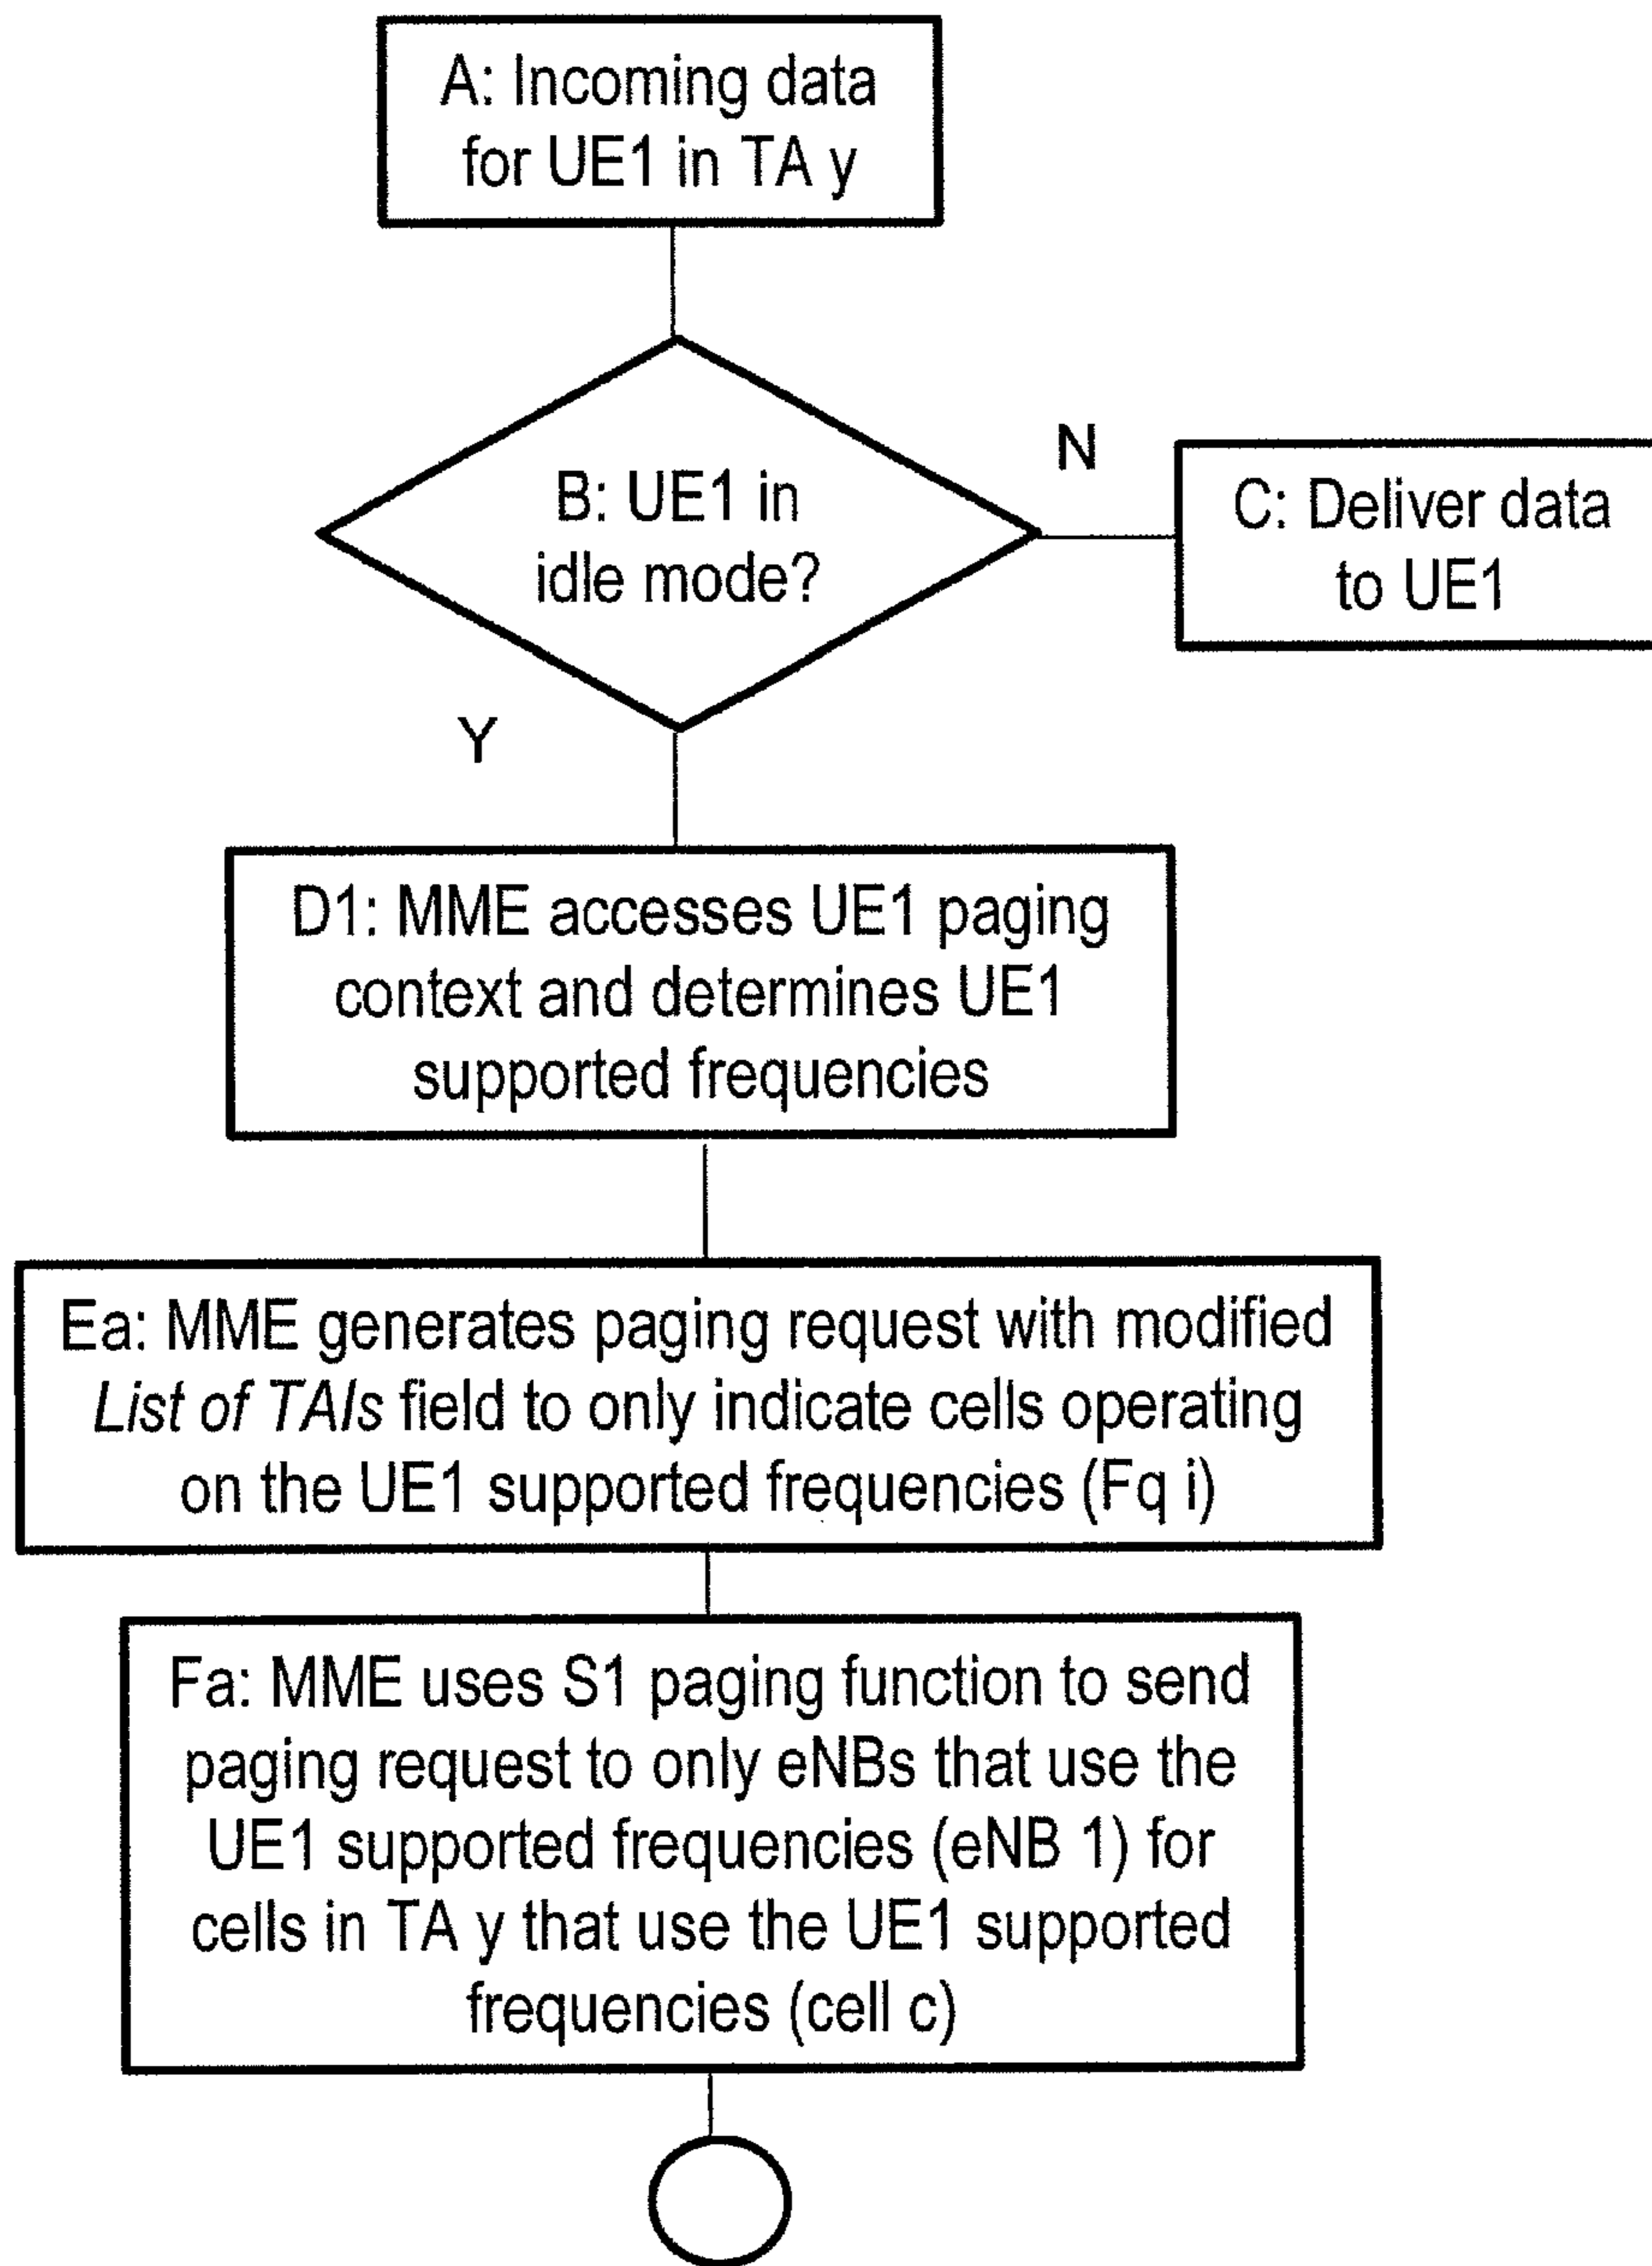 A: Incoming data
for UE1 in TA y
B: UE1 in
idle mode?
N
C: Deliver data
to UE1
Y
D1: MME accesses UE1 paging
context and determines UE1
supported frequencies
Ea: MME generates paging request with modified
List of TAIs field to only indicate cells operating
on the UE1 supported frequencies (Fq i)
Fa: MME uses S1 paging function to send
paging request to only eNBs that use the
UE1 supported frequencies (eNB 1) for
cells in TA y that use the UE1 supported
frequencies (cell c)